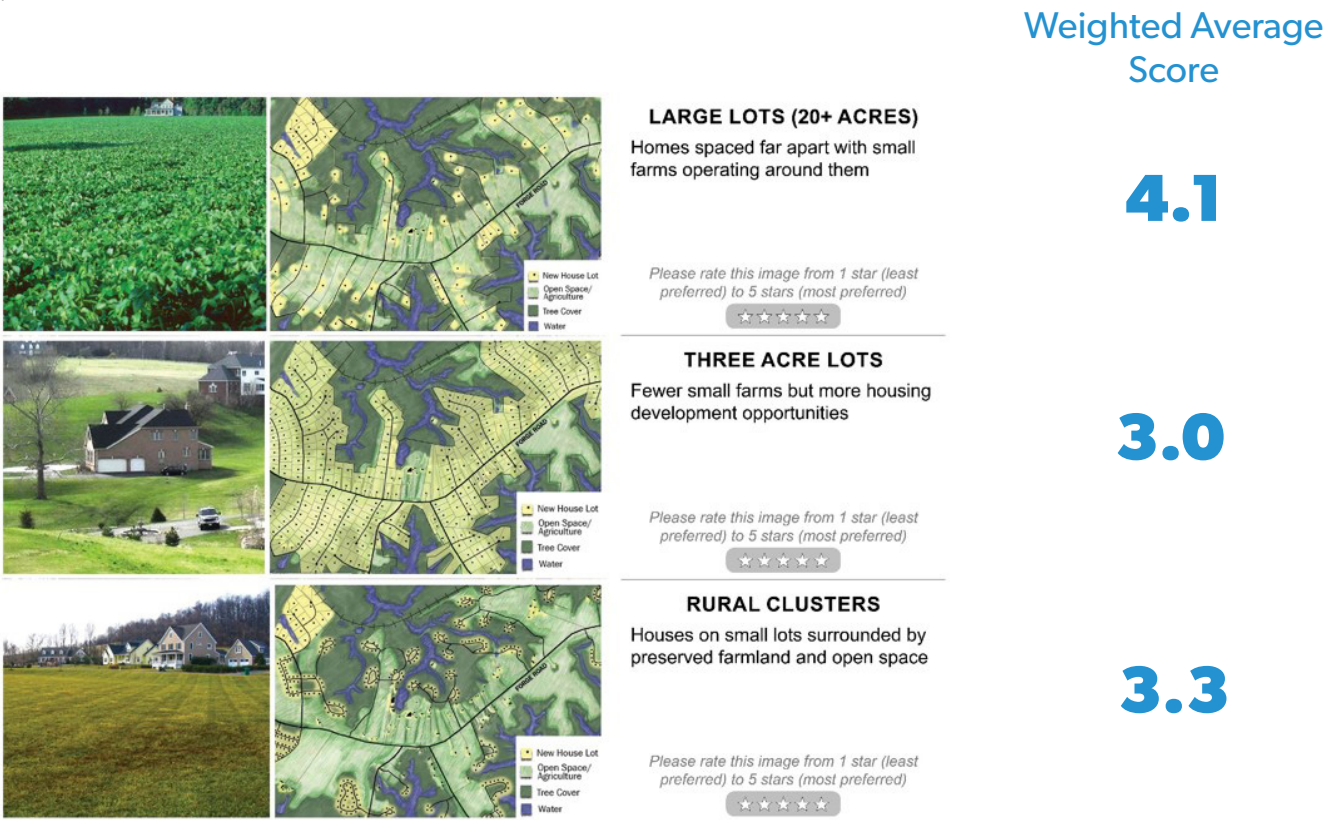 Weighted Average
Score
LARGE LOTS (20+ ACRES)
Homes spaced far apart with small
farms operating around them
4.1
Please rate this image from 1 star (least
preferred) to 5 stars (most preferred)
FORGE ROAD
New House Lot
Open Space/
Agriculture
Tree Cover
Water
THREE ACRE LOTS
Fewer small farms but more housing
development opportunities
3.0
Please rate this image from 1 star (least
preferred) to 5 stars (most preferred)
FORGE ROAD
New House Lot
Open Space/
Agriculture
Tree Cover
Water
RURAL CLUSTERS
Houses on small lots surrounded by
preserved farmland and open space
3.3
Please rate this image from 1 star (least
preferred) to 5 stars (most preferred)
FORGE ROAD
New House Lot
Open Space/
Agriculture
Tree Cover
Water